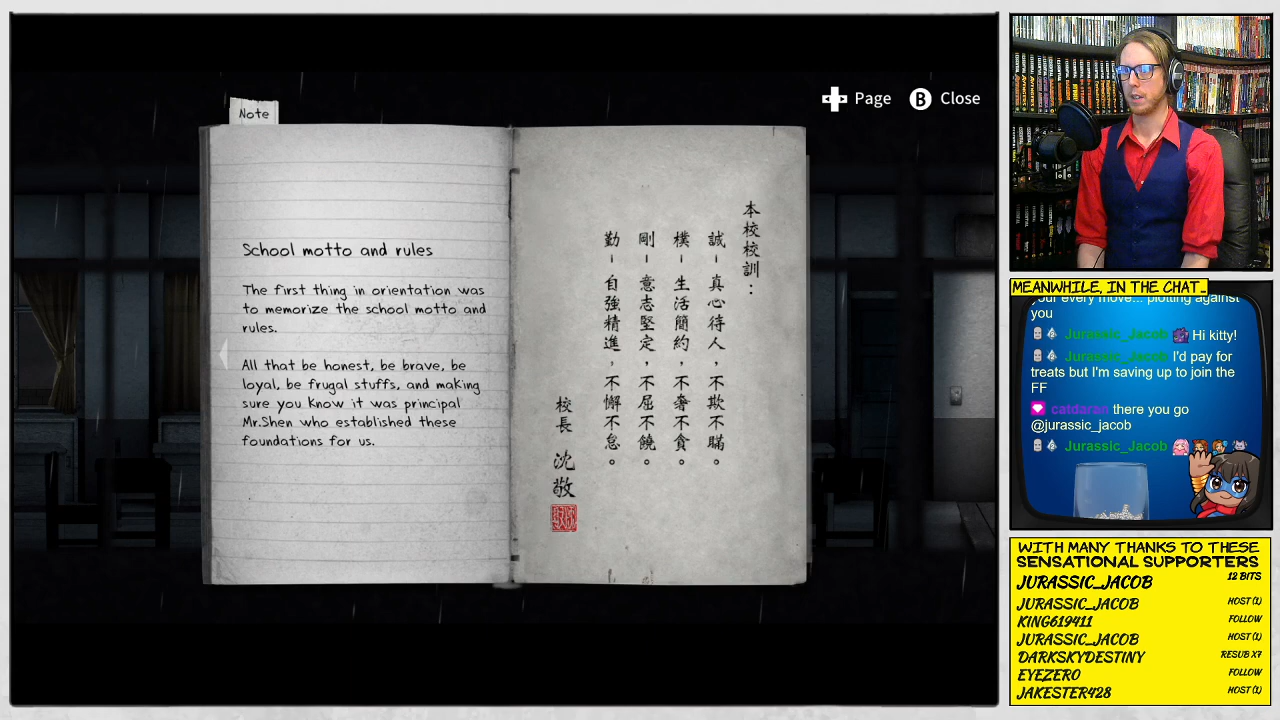 Page
B
Close
Note
School motto and rules
The first thing in orientation was
to memorize the school motto and
rules.
All that be honest, be brave, be
loyal, be frugal stuffs, and making
sure you know it was principal
Mr.Shen who established these
foundations for us.
本校校訓：
誠－真心待人，不欺不瞞。
樸－生活簡約，不奢不貪。
剛－意志堅定，不屈不饒。
勤－自強精進，不懈不怠。
校長 沈敬
MEANWHILE, IN THE CHAT...
your every move... plotting against
you
Jurassic_Jacob Hi kitty!
Jurassic_Jacob I'd pay for
treats but I'm saving up to join the
FF
catdaran there you go
@jurassic_jacob
Jurassic_Jacob
WITH MANY THANKS TO THESE
SENSATIONAL SUPPORTERS
JURASSIC_JACOB 12 BITS
JURASSIC_JACOB HOST (1)
KING619411 FOLLOW
JURASSIC_JACOB HOST (1)
DARKSKYDESTINY RESUB X7
EYEZERO FOLLOW
JAKESTER428 HOST (1)